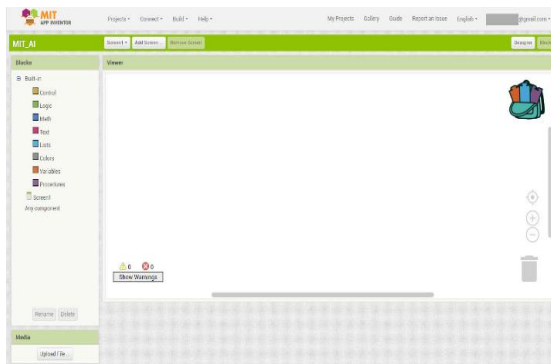 MIT
APP INVENTOR
Projects Connect Build Help
My Projects Gallery Guide Report an Issue English @gmail.com
MIT_AI
Screen1 Add Screen ... Remove Screen
Designer Blocks
Blocks
Viewer
Built-in
Control
Logic
Math
Text
Lists
Colors
Variables
Procedures
Screen1
Any component
0 0
Show Warnings
Rename Delete
Media
Upload File ...